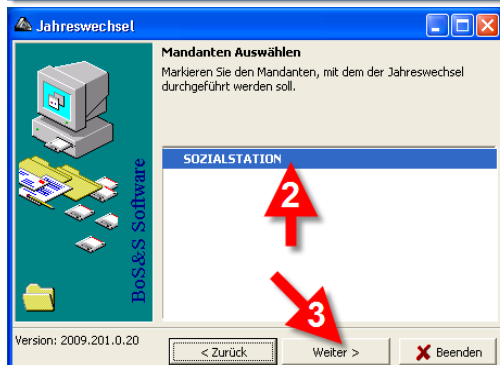 Jahreswechsel
Mandanten Auswählen
Markieren Sie den Mandanten, mit dem der Jahreswechsel
durchgeführt werden soll.
SOZIALSTATION
2
BoS&S Software
3
Version: 2009.201.0.20
< Zurück
Weiter >
Beenden